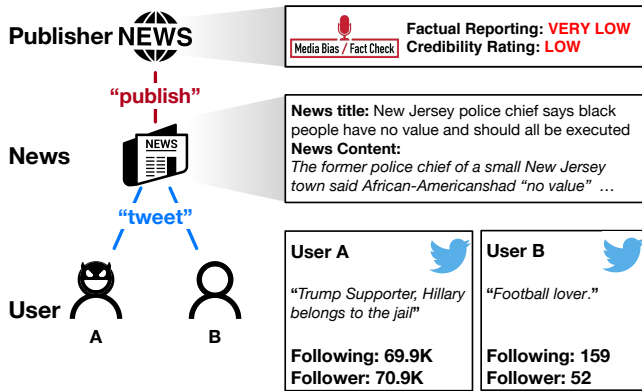 Publisher
NEWS
Media Bias / Fact Check
Factual Reporting: VERY LOW
Credibility Rating: LOW
“publish”
News
NEWS
News title: New Jersey police chief says black
people have no value and should all be executed
News Content:
The former police chief of a small New Jersey
town said African-Americanshad “no value” …
“tweet”
User
A
B
User A
“Trump Supporter, Hillary
belongs to the jail”
Following: 69.9K
Follower: 70.9K
User B
“Football lover.”
Following: 159
Follower: 52